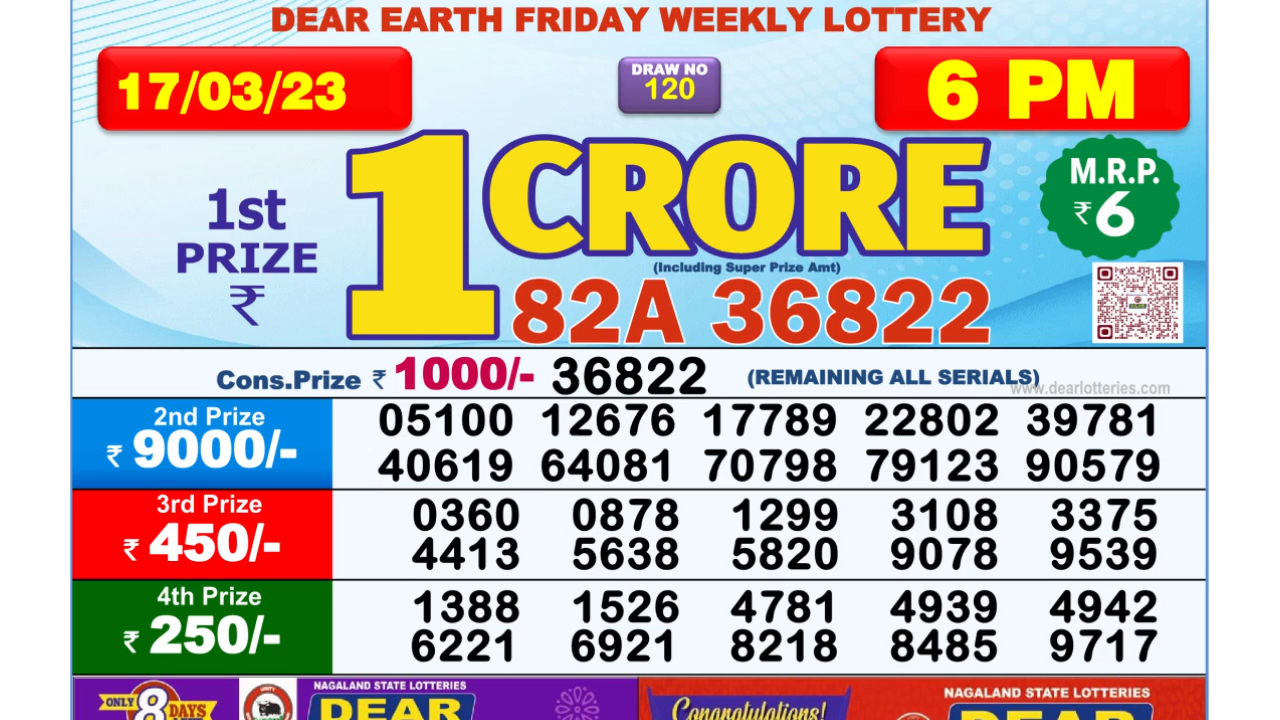 DEAR EARTH FRIDAY WEEKLY LOTTERY
17/03/23
DRAW NO
120
6 PM
1st
PRIZE
₹
1 CRORE
(Including Super Prize Amt)
82A 36822
M.R.P.
₹6
Cons.Prize ₹ 1000/- 36822 (REMAINING ALL SERIALS)
www.dearlotteries.com
2nd Prize
₹ 9000/-
05100 12676 17789 22802 39781
40619 64081 70798 79123 90579
3rd Prize
₹ 450/-
0360 0878 1299 3108 3375
4413 5638 5820 9078 9539
4th Prize
₹ 250/-
1388 1526 4781 4939 4942
6221 6921 8218 8485 9717
ONLY 8 DAYS
NAGALAND STATE LOTTERIES
DEAR
Congratulations!
NAGALAND STATE LOTTERIES
DEAR